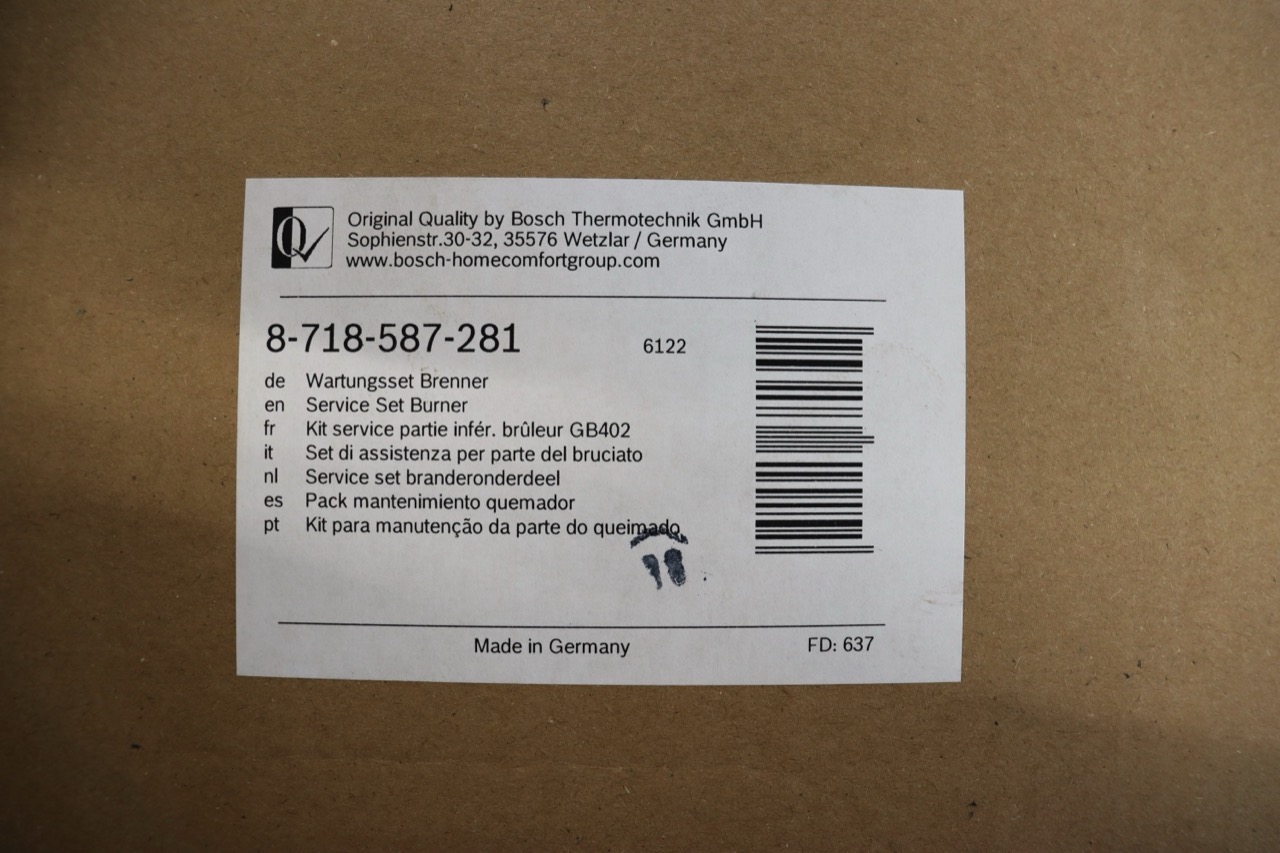 Q
Original Quality by Bosch Thermotechnik GmbH
Sophienstr.30-32, 35576 Wetzlar / Germany
www.bosch-homecomfortgroup.com
8-718-587-281
6122
de Wartungsset Brenner
en Service Set Burner
fr Kit service partie infér. brûleur GB402
it Set di assistenza per parte del bruciato
nl Service set branderonderdeel
es Pack mantenimiento quemador
pt Kit para manutenção da parte do queimado
Made in Germany
FD: 637